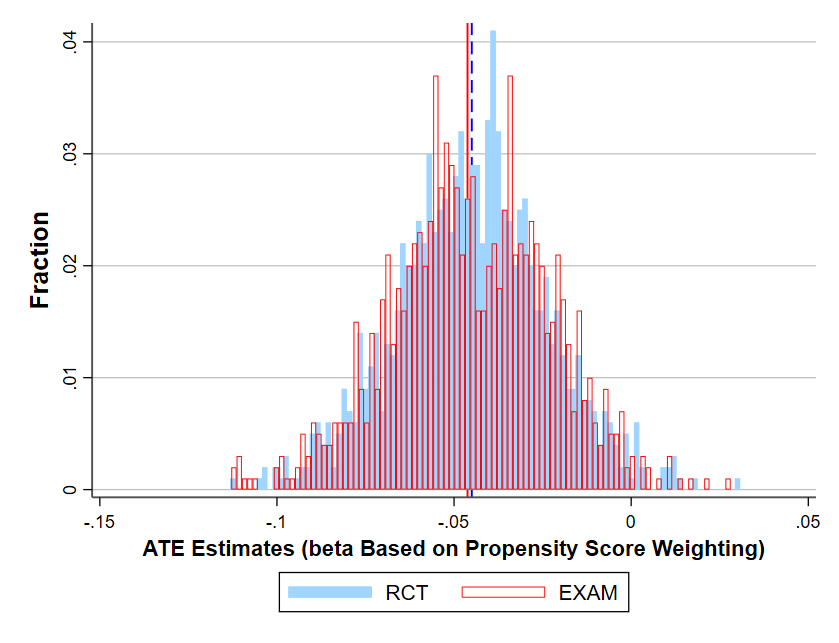 .04
.03
.02
.01
0
Fraction
-.15 -.1 -.05 0 .05
ATE Estimates (beta Based on Propensity Score Weighting)
RCT EXAM